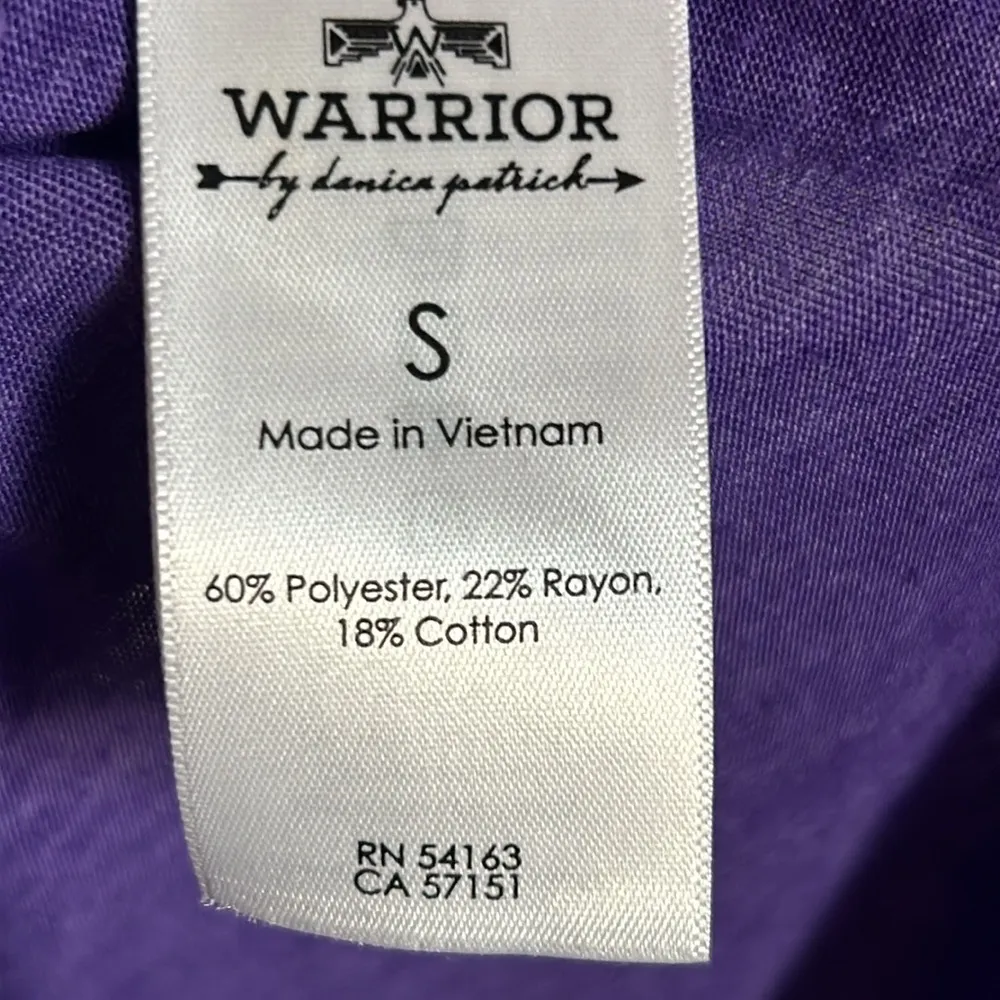 W
WARRIOR
by danica patrick
S
Made in Vietnam
60% Polyester, 22% Rayon,
18% Cotton
RN 54163
CA 57151